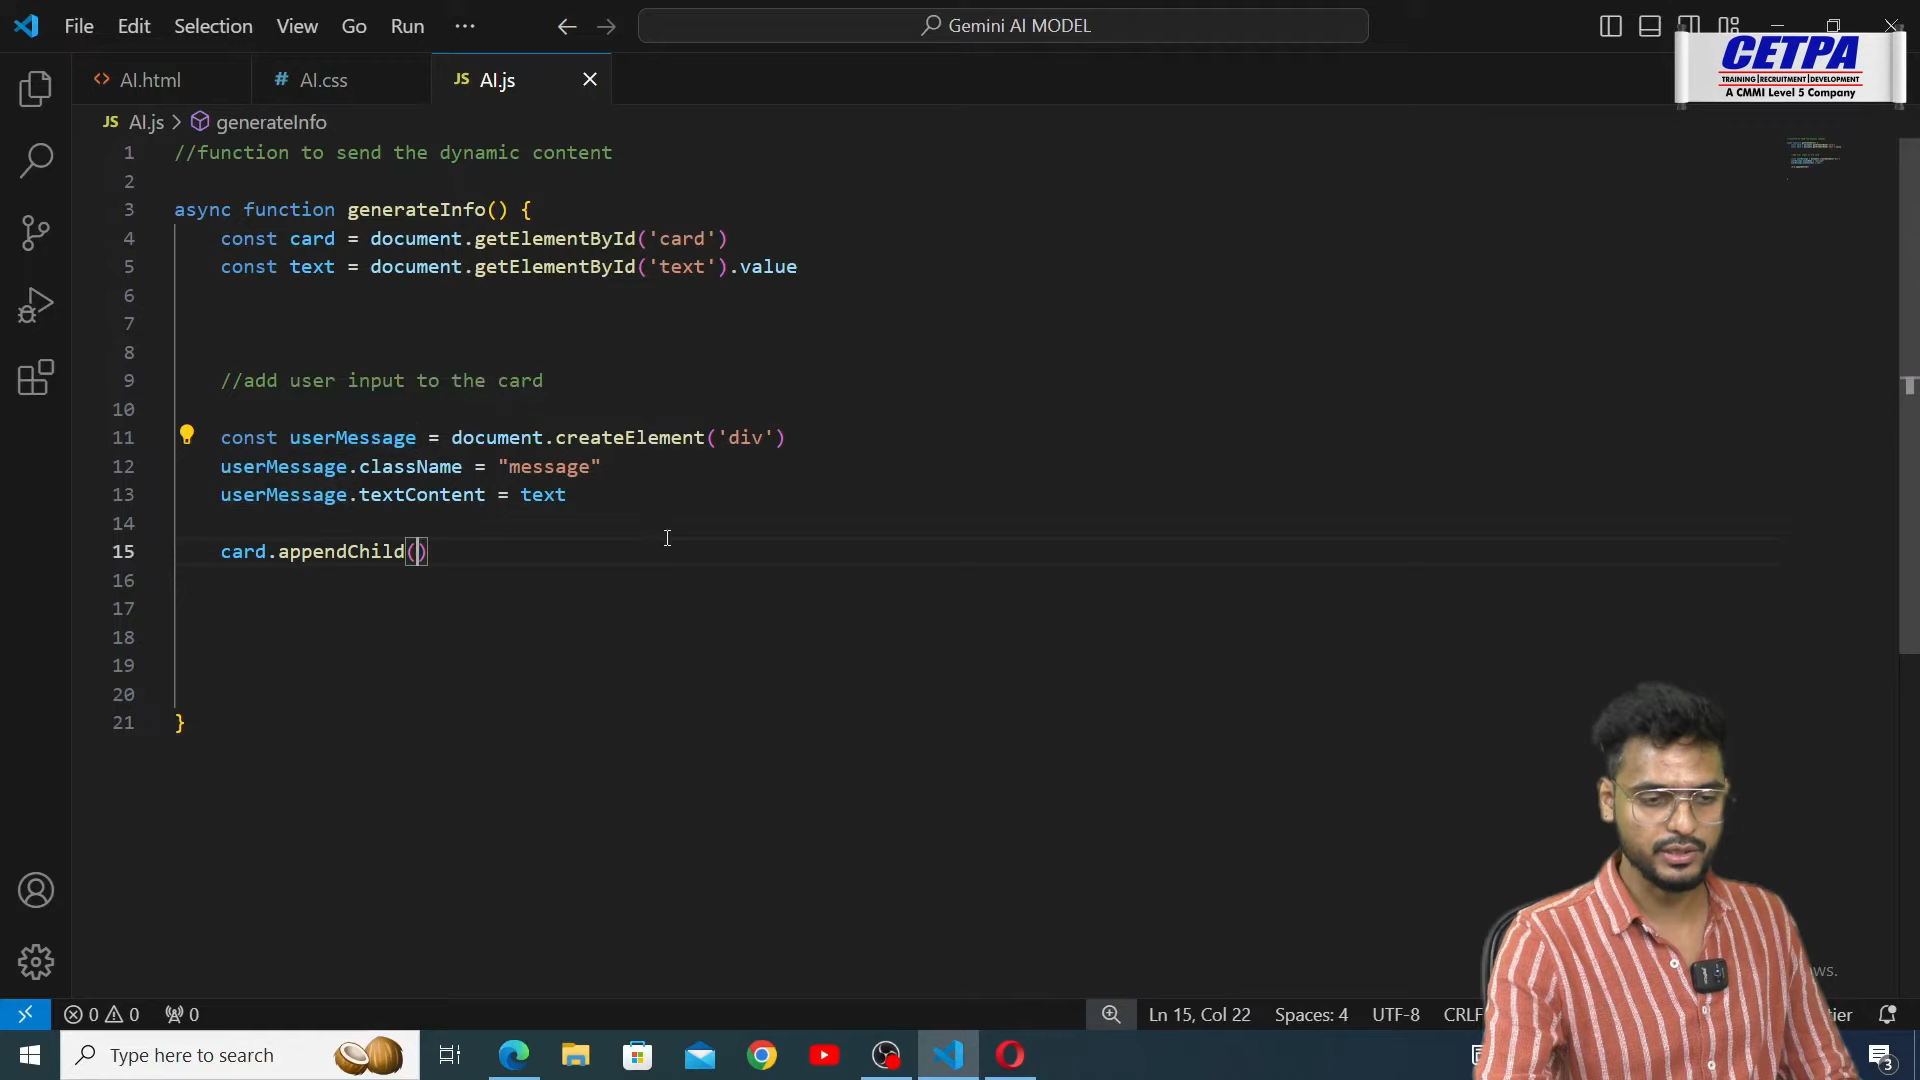 File Edit Selection View Go Run ···
Gemini AI MODEL
CETPA
TRAINING|RECRUITMENT|DEVELOPMENT
A CMMI Level 5 Company
<> AI.html
# AI.css
JS AI.js
JS AI.js > generateInfo
1 //function to send the dynamic content
2
3 async function generateInfo() {
4 const card = document.getElementById('card')
5 const text = document.getElementById('text').value
6
7
8
9 //add user input to the card
10
11 const userMessage = document.createElement('div')
12 userMessage.className = "message"
13 userMessage.textContent = text
14
15 card.appendChild()
16
17
18
19
20
21 }
ws.
0 0 0
Ln 15, Col 22 Spaces: 4 UTF-8 CRLF
tier
Type here to search
3